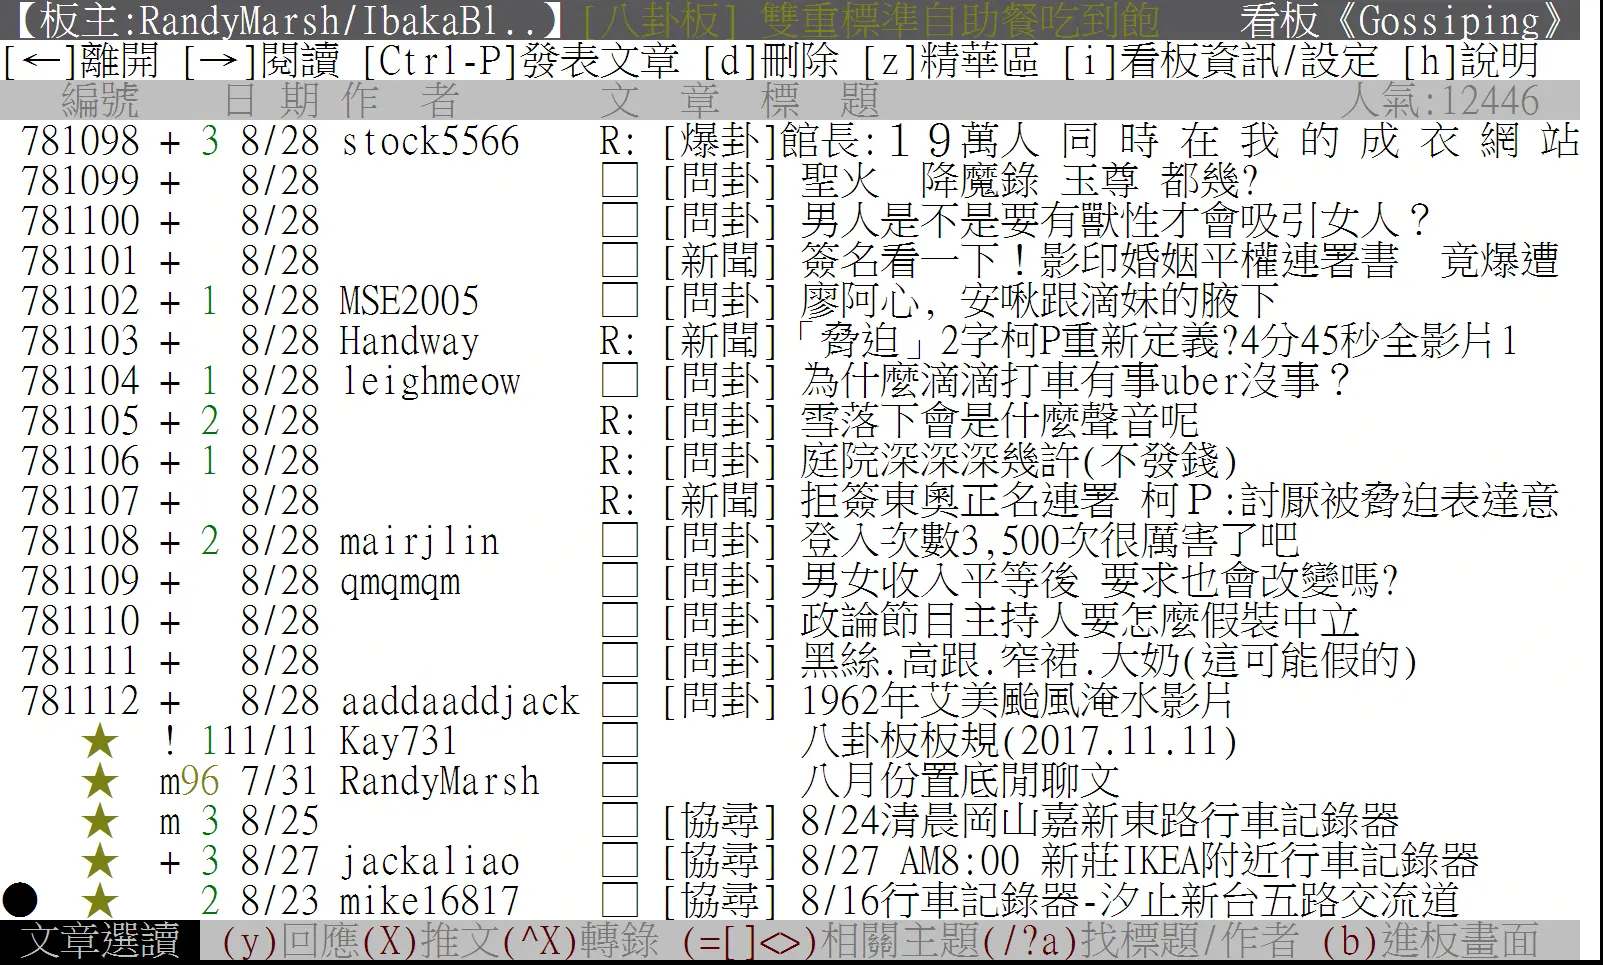 【板主:RandyMarsh/IbakaBl..】[八卦板] 雙重標準自助餐吃到飽 看板《Gossiping》
[←]離開 [→]閱讀 [Ctrl-P]發表文章 [d]刪除 [z]精華區 [i]看板資訊/設定 [h]說明
編號 日 期 作 者 文 章 標 題 人氣:12446
781098 + 3 8/28 stock5566 R: [爆卦]館長:１９萬人 同 時 在 我 的 成 衣 網 站
781099 + 8/28 □ [問卦] 聖火 降魔錄 玉尊 都幾?
781100 + 8/28 □ [問卦] 男人是不是要有獸性才會吸引女人？
781101 + 8/28 □ [新聞] 簽名看一下！影印婚姻平權連署書 竟爆遭
781102 + 1 8/28 MSE2005 □ [問卦] 廖阿心, 安啾跟滴妹的腋下
781103 + 8/28 Handway R: [新聞]「脅迫」2字柯P重新定義?4分45秒全影片1
781104 + 1 8/28 leighmeow □ [問卦] 為什麼滴滴打車有事uber沒事？
781105 + 2 8/28 R: [問卦] 雪落下會是什麼聲音呢
781106 + 1 8/28 R: [問卦] 庭院深深深幾許(不發錢)
781107 + 8/28 R: [新聞] 拒簽東奧正名連署 柯Ｐ:討厭被脅迫表達意
781108 + 2 8/28 mairjlin □ [問卦] 登入次數3,500次很厲害了吧
781109 + 8/28 qmqmqm □ [問卦] 男女收入平等後 要求也會改變嗎?
781110 + 8/28 □ [問卦] 政論節目主持人要怎麼假裝中立
781111 + 8/28 □ [問卦] 黑絲.高跟.窄裙.大奶(這可能假的)
781112 + 8/28 aaddaaddjack □ [問卦] 1962年艾美颱風淹水影片
★ ! 111/11 Kay731 □ 八卦板板規(2017.11.11)
★ m96 7/31 RandyMarsh □ 八月份置底閒聊文
★ m 3 8/25 □ [協尋] 8/24清晨岡山嘉新東路行車記錄器
★ + 3 8/27 jackaliao □ [協尋] 8/27 AM8:00 新莊IKEA附近行車記錄器
● ★ 2 8/23 mike16817 □ [協尋] 8/16行車記錄器-汐止新台五路交流道
文章選讀 (y)回應(X)推文(^X)轉錄 (=[]<>)相關主題(/?a)找標題/作者 (b)進板畫面